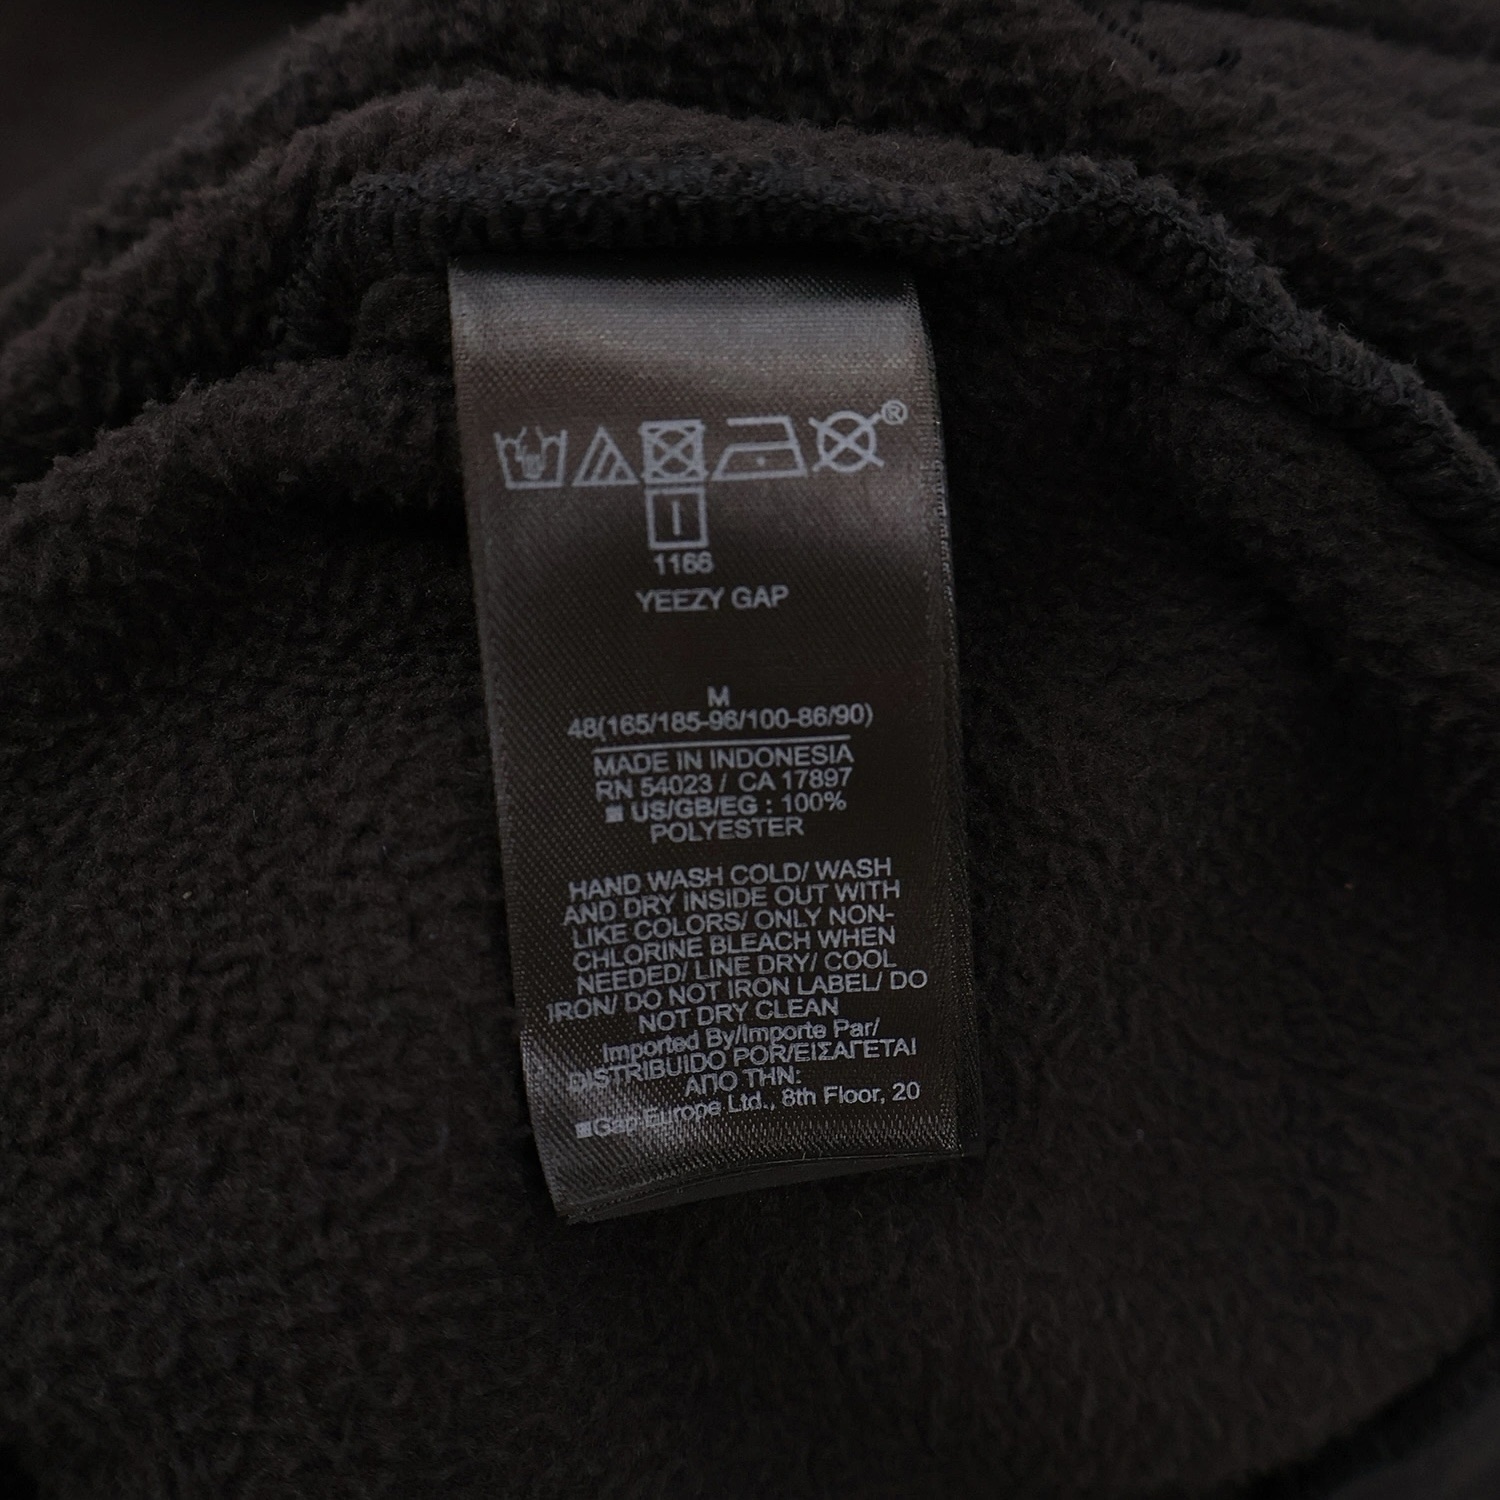 ®
1166
YEEZY GAP
M
48(165/185-96/100-86/90)
MADE IN INDONESIA
RN 54023 / CA 17897
■ US/GB/EG : 100%
POLYESTER
HAND WASH COLD/ WASH
AND DRY INSIDE OUT WITH
LIKE COLORS/ ONLY NON-
CHLORINE BLEACH WHEN
NEEDED/ LINE DRY/ COOL
IRON/ DO NOT IRON LABEL/ DO
NOT DRY CLEAN
Imported By/Importe Par/
DISTRIBUIDO POR/ΕΙΣΑΓΕΤΑΙ
ΑΠΟ ΤΗΝ:
■Gap Europe Ltd., 8th Floor, 20